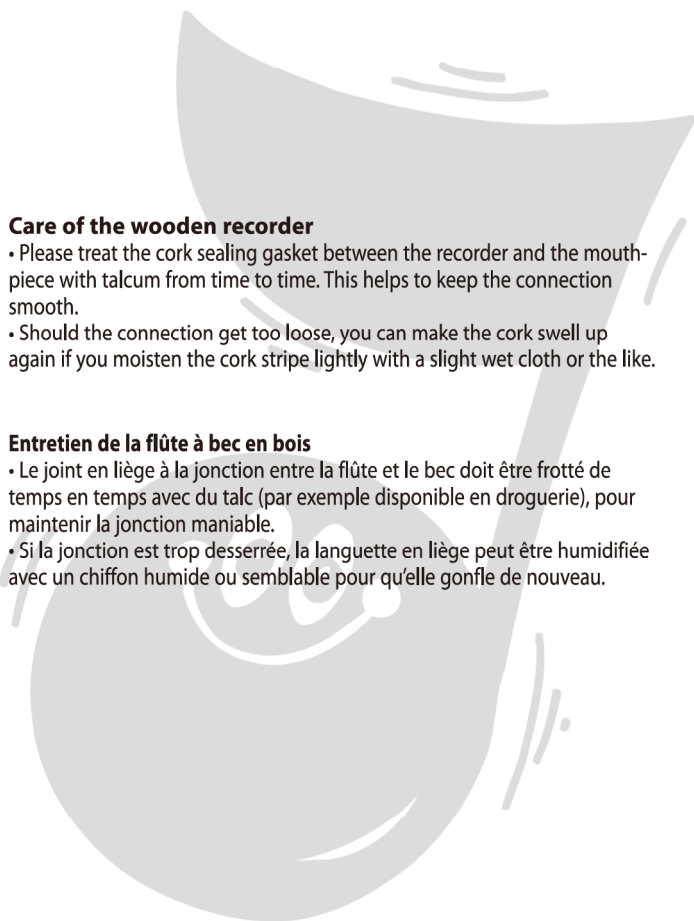 Care of the wooden recorder
• Please treat the cork sealing gasket between the recorder and the mouth-
piece with talcum from time to time. This helps to keep the connection
smooth.
• Should the connection get too loose, you can make the cork swell up
again if you moisten the cork stripe lightly with a slight wet cloth or the like.
Entretien de la flûte à bec en bois
• Le joint en liège à la jonction entre la flûte et le bec doit être frotté de
temps en temps avec du talc (par exemple disponible en droguerie), pour
maintenir la jonction maniable.
• Si la jonction est trop desserrée, la languette en liège peut être humidifiée
avec un chiffon humide ou semblable pour qu'elle gonfle de nouveau.